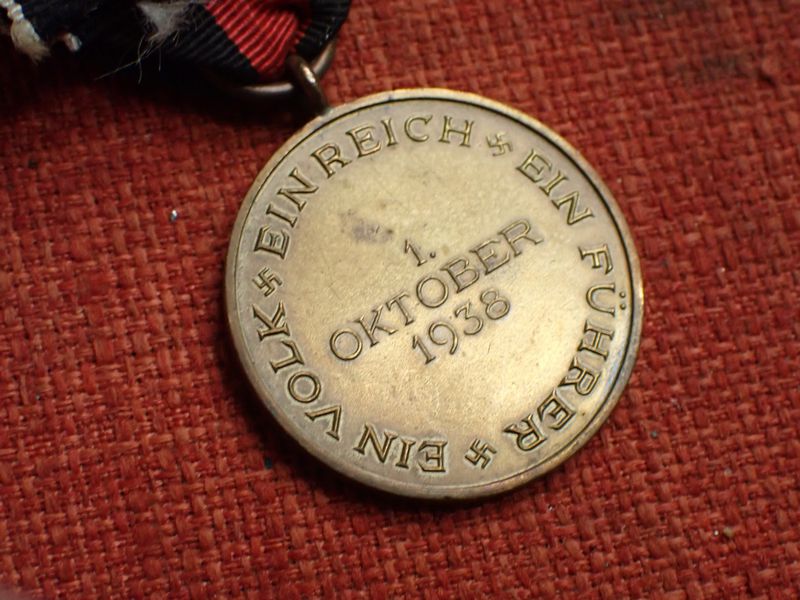 EIN VOLK EIN REICH EIN FÜHRER
1.
OKTOBER
1938